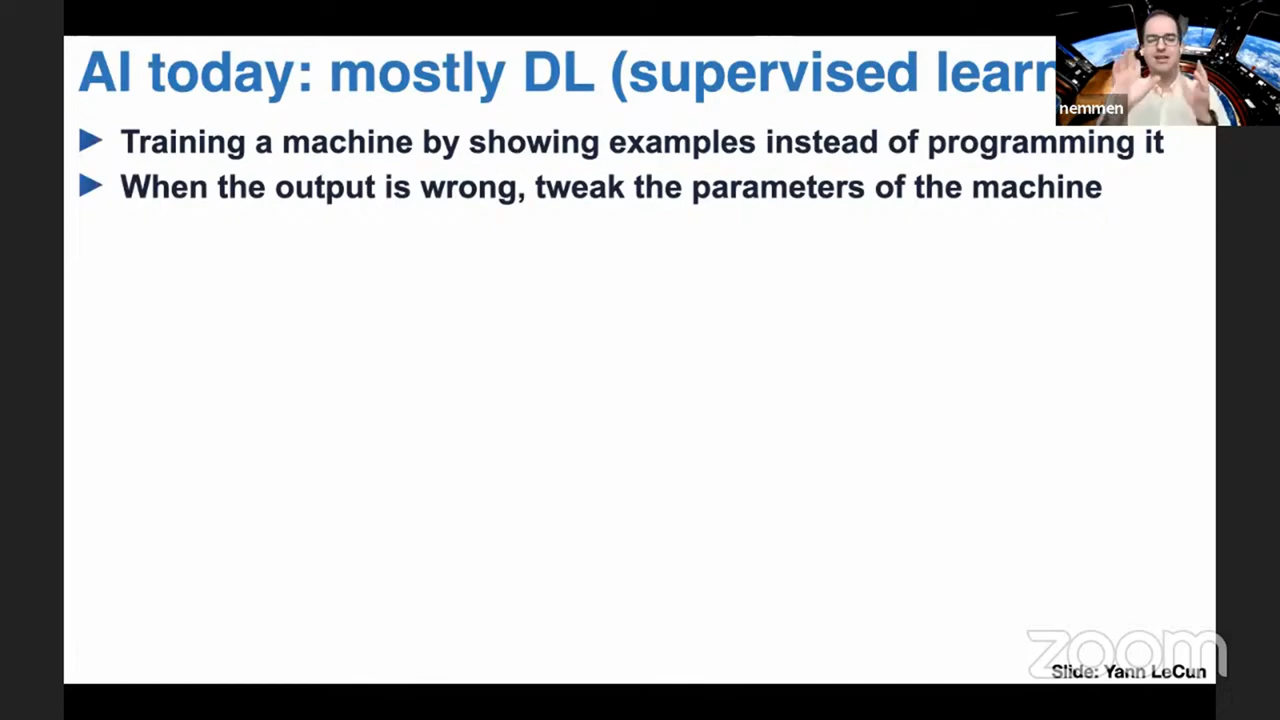 AI today: mostly DL (supervised learn
nemmen
Training a machine by showing examples instead of programming it
When the output is wrong, tweak the parameters of the machine
zoom
Slide: Yann LeCun